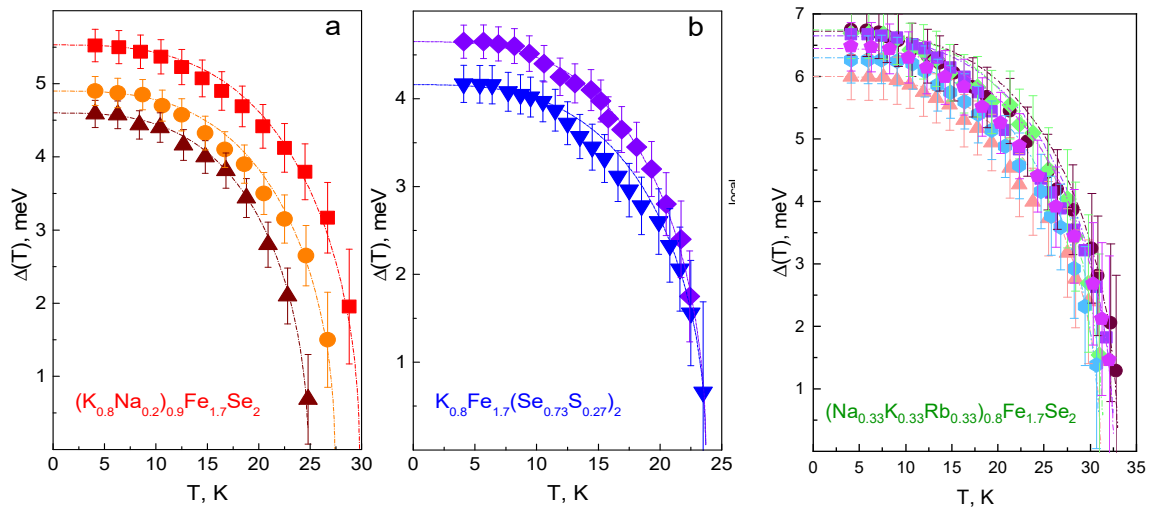 a
5
4
3
2
1
Δ(T), meV
(K0.8Na0.2)0.9Fe1.7Se2
0 5 10 15 20 25 30
T, K
b
4
3
2
1
Δ(T), meV
K0.8Fe1.7(Se0.73S0.27)2
0 5 10 15 20 25
T, K
local
7
6
5
4
3
2
1
Δ(T), meV
(Na0.33K0.33Rb0.33)0.8Fe1.7Se2
0 5 10 15 20 25 30 35
T, K